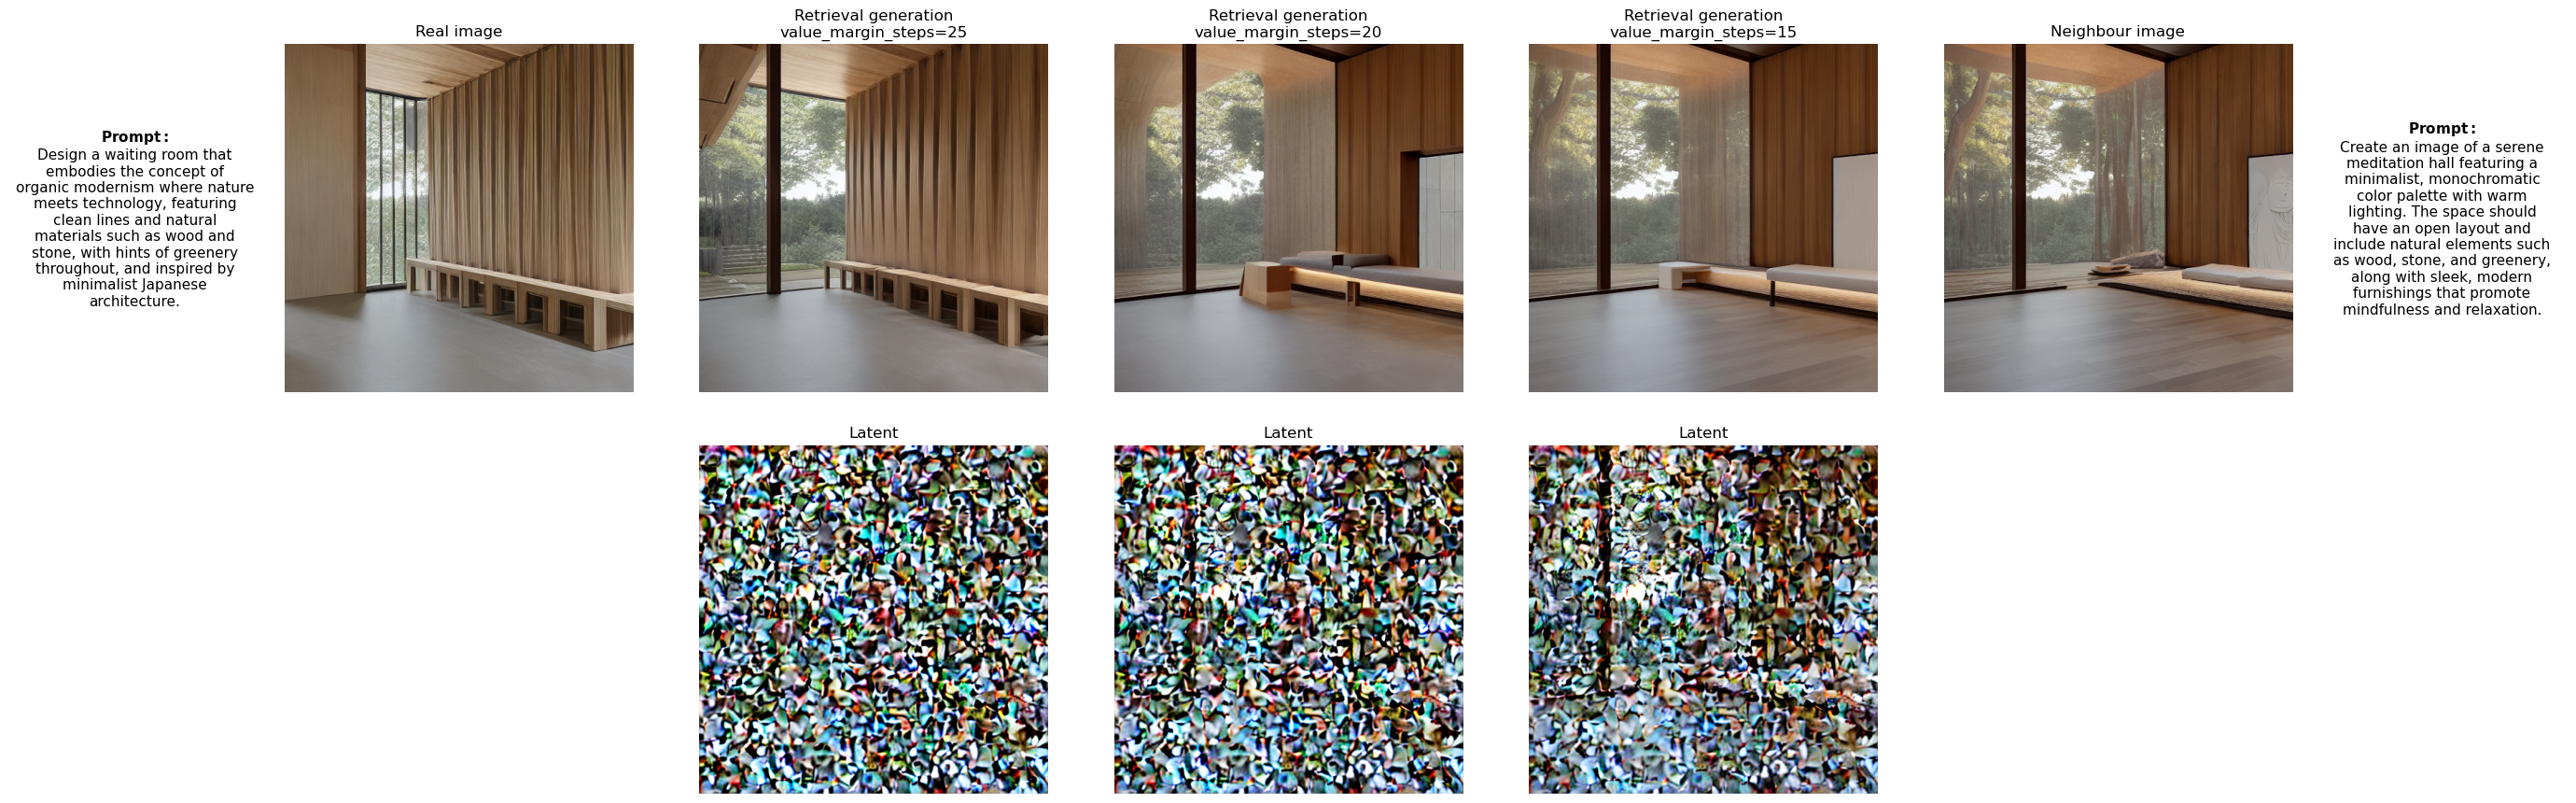 Real image
Retrieval generation
value_margin_steps=25
Retrieval generation
value_margin_steps=20
Retrieval generation
value_margin_steps=15
Neighbour image
Prompt:
Design a waiting room that
embodies the concept of
organic modernism where nature
meets technology, featuring
clean lines and natural
materials such as wood and
stone, with hints of greenery
throughout, and inspired by
minimalist Japanese
architecture.
Prompt:
Create an image of a serene
meditation hall featuring a
minimalist, monochromatic
color palette with warm
lighting. The space should
have an open layout and
include natural elements such
as wood, stone, and greenery,
along with sleek, modern
furnishings that promote
mindfulness and relaxation.
Latent
Latent
Latent